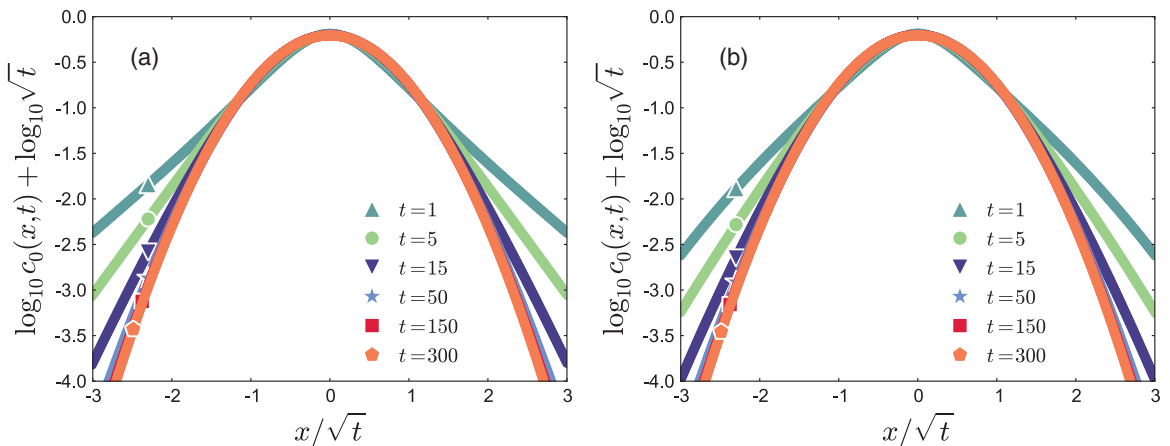 (a)
log₁₀ c₀(x,t) + log₁₀ √t
0.0
-0.5
-1.0
-1.5
-2.0
-2.5
-3.0
-3.5
-4.0
t=1
t=5
t=15
t=50
t=150
t=300
-3 -2 -1 0 1 2 3
x/√t
(b)
log₁₀ c₀(x,t) + log₁₀ √t
0.0
-0.5
-1.0
-1.5
-2.0
-2.5
-3.0
-3.5
-4.0
t=1
t=5
t=15
t=50
t=150
t=300
-3 -2 -1 0 1 2 3
x/√t